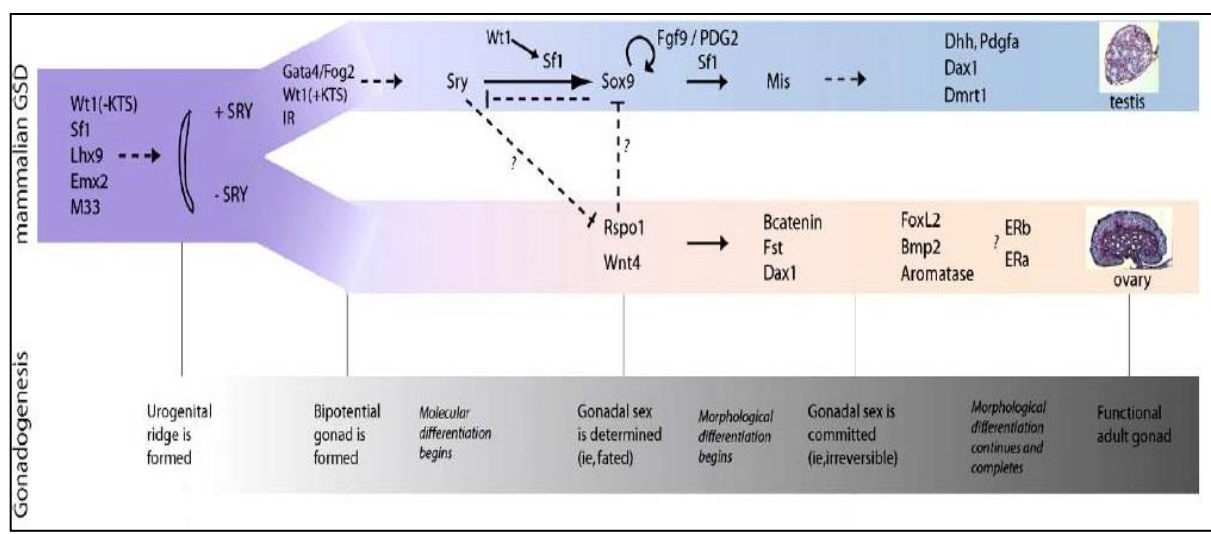 mammalian GSD
Wt1(-KTS)
Sf1
Lhx9
Emx2
M33
+ SRY
- SRY
Gata4/Fog2
Wt1(+KTS)
IR
Sry
Wt1
Sf1
Sox9
Fgf9 / PDG2
Sf1
Mis
Dhh, Pdgfa
Dax1
Dmrt1
testis
?
?
Rspo1
Wnt4
Bcatenin
Fst
Dax1
FoxL2
Bmp2
Aromatase
?
ERb
ERa
ovary
Gonadogenesis
Urogenital
ridge is
formed
Bipotential
gonad is
formed
Molecular
differentiation
begins
Gonadal sex
is determined
(ie, fated)
Morphological
differentiation
begins
Gonadal sex is
committed
(ie,irreversible)
Morphological
differentiation
continues and
completes
Functional
adult gonad